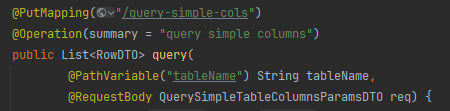 @PutMapping("/query-simple-cols")
@Operation(summary = "query simple columns")
public List<RowDTO> query(
@PathVariable("tableName") String tableName,
@RequestBody QuerySimpleTableColumnsParamsDTO req) {